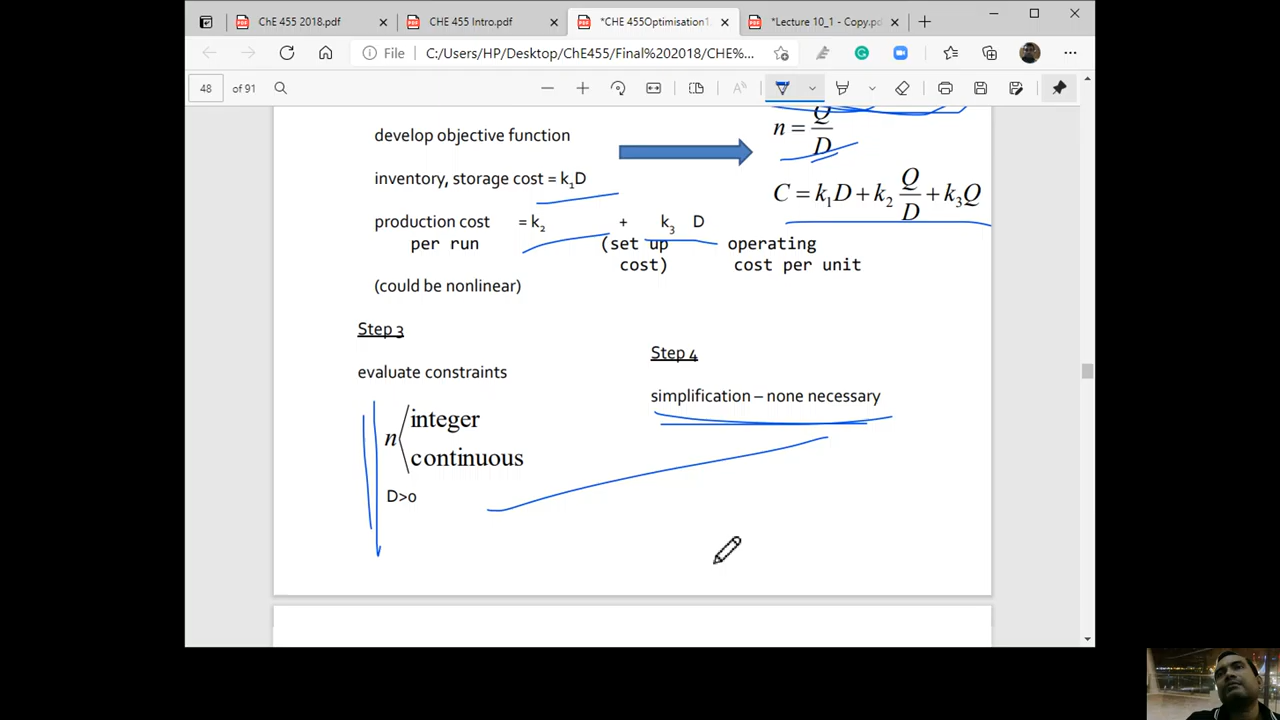 ChE 455 2018.pdf
CHE 455 Intro.pdf
*CHE 455Optimisation1.
*Lecture 10_1 - Copy.pd
File
C:/Users/HP/Desktop/ChE455/Final%202018/CHE%...
48 of 91
develop objective function
n = Q/D
inventory, storage cost = k₁D
C = k₁D + k₂ Q/D + k₃Q
production cost = k₂ + k₃ D
per run (set up operating
cost) cost per unit
(could be nonlinear)
Step 3
Step 4
evaluate constraints
simplification – none necessary
integer
n
continuous
D>0